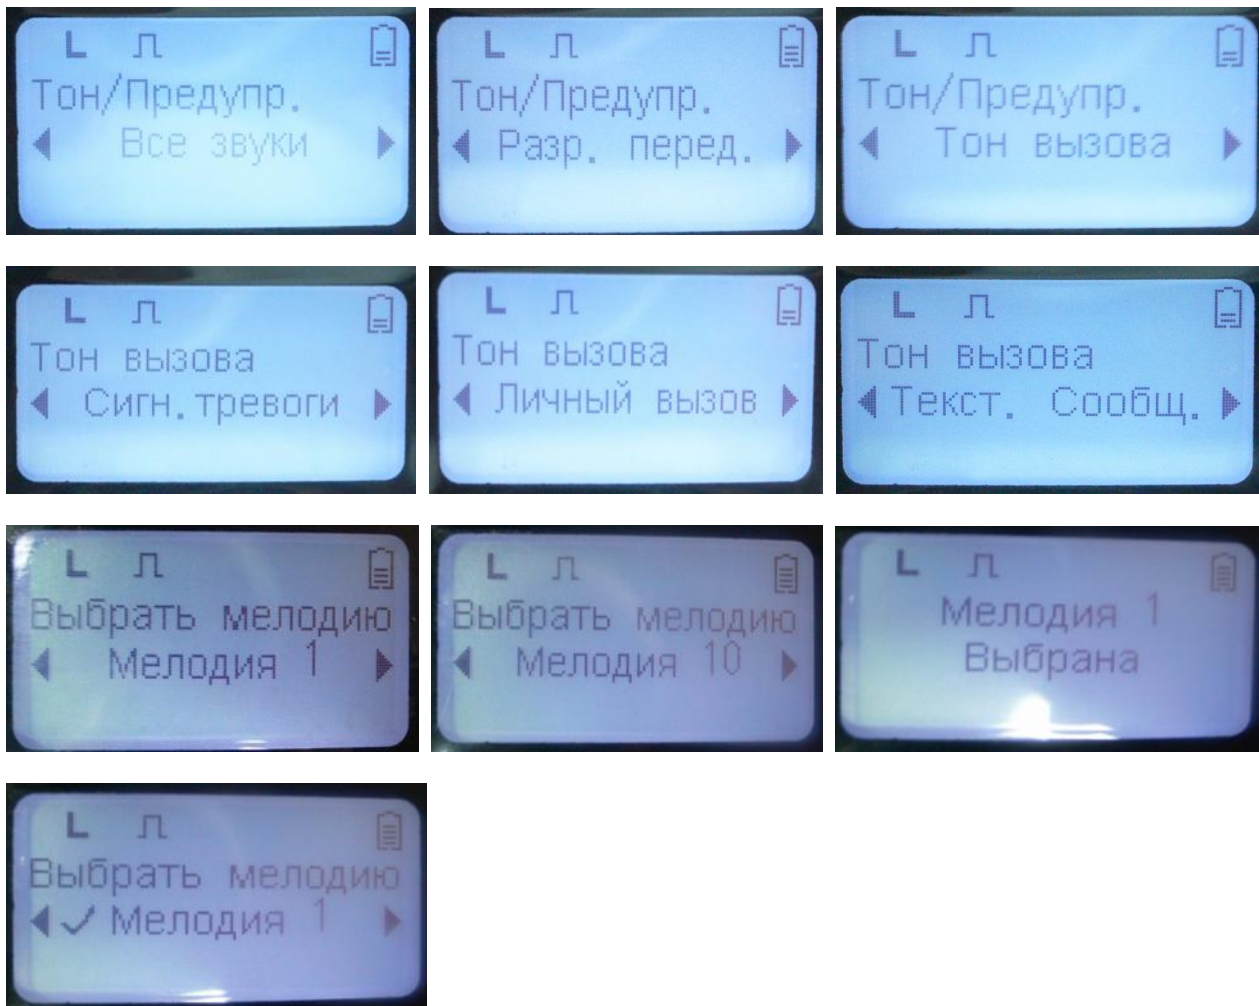 L
Тон/Предупр.
Все звуки
L
Тон/Предупр.
Разр. перед.
L
Тон/Предупр.
Тон вызова
L
Тон вызова
Сигн.тревоги
L
Тон вызова
Личный вызов
L
Тон вызова
Текст. Сообщ.
L
Выбрать мелодию
Мелодия 1
L
Выбрать мелодию
Мелодия 10
L
Мелодия 1
Выбрана
L
Выбрать мелодию
✓ Мелодия 1